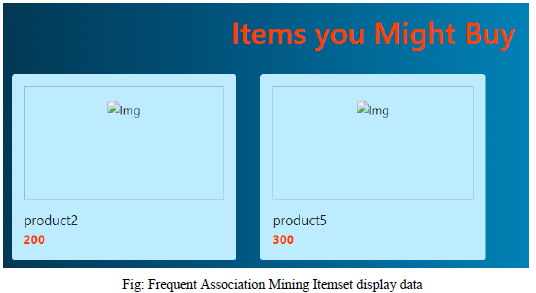 Items you Might Buy
Img
Img
product2
200
product5
300
Fig: Frequent Association Mining Itemset display data